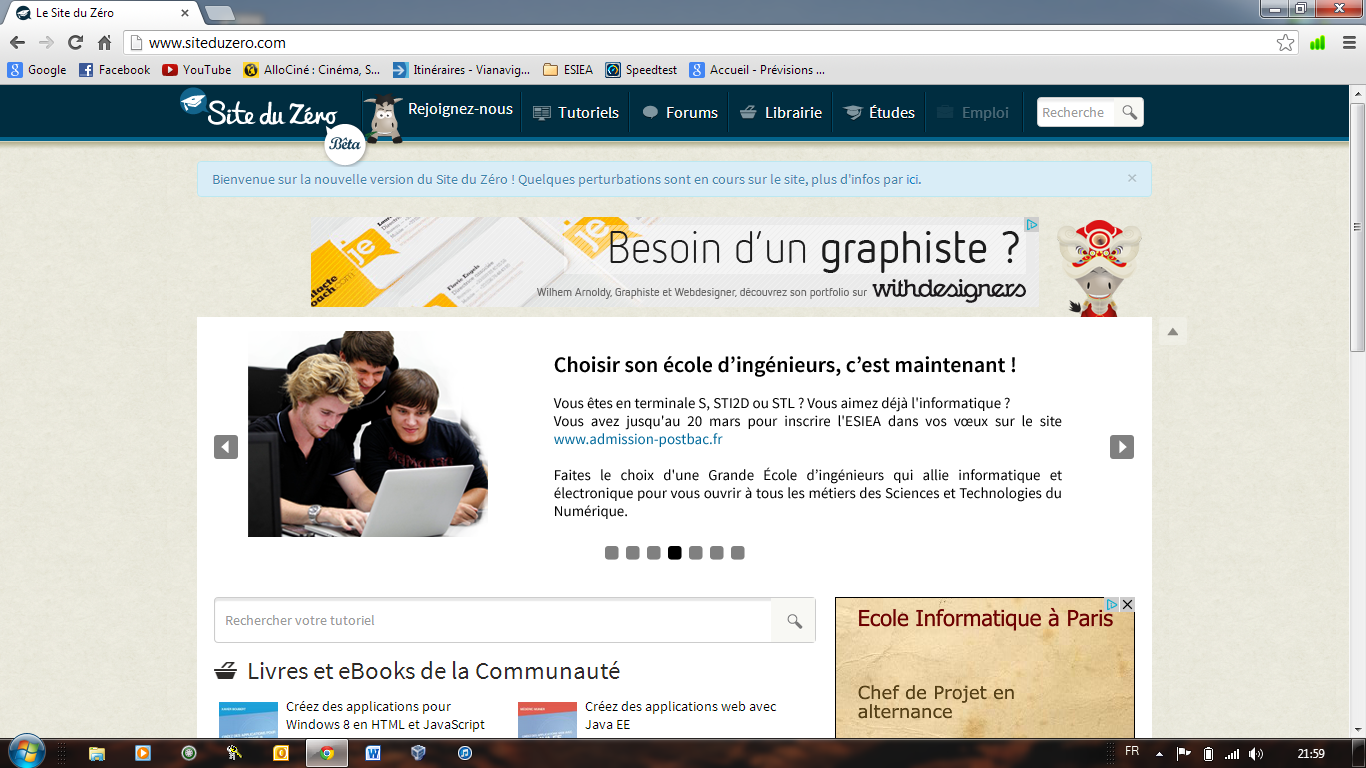 Le Site du Zéro
www.siteduzero.com
Google
Facebook
YouTube
AlloCiné : Cinéma, S...
Itinéraires - Vianavig...
ESIEA
Speedtest
Accueil - Prévisions ...
Site du Zéro
Bêta
Rejoignez-nous
Tutoriels
Forums
Librairie
Études
Emploi
Recherche
Bienvenue sur la nouvelle version du Site du Zéro ! Quelques perturbations sont en cours sur le site, plus d'infos par ici.
je
je
Besoin d'un graphiste ?
Wilhem Arnoldy, Graphiste et Webdesigner, découvrez son portfolio sur withdesigners
Choisir son école d'ingénieurs, c'est maintenant !
Vous êtes en terminale S, STI2D ou STL ? Vous aimez déjà l'informatique ?
Vous avez jusqu'au 20 mars pour inscrire l'ESIEA dans vos vœux sur le site
www.admission-postbac.fr
Faites le choix d'une Grande École d'ingénieurs qui allie informatique et
électronique pour vous ouvrir à tous les métiers des Sciences et Technologies du
Numérique.
Rechercher votre tutoriel
Livres et eBooks de la Communauté
Créez des applications pour
Windows 8 en HTML et JavaScript
Créez des applications web avec
Java EE
Ecole Informatique à Paris
Chef de Projet en
alternance
FR
21:59